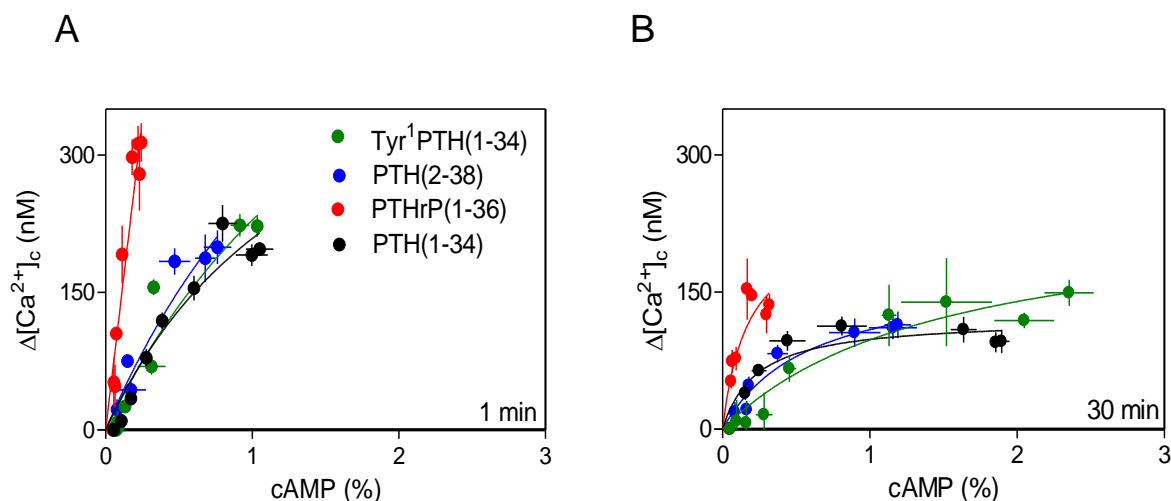 A
B
Δ[Ca²⁺]c (nM)
300
150
0
Tyr¹PTH(1-34)
PTH(2-38)
PTHrP(1-36)
PTH(1-34)
1 min
0 1 2 3
cAMP (%)
Δ[Ca²⁺]c (nM)
300
150
0
30 min
0 1 2 3
cAMP (%)